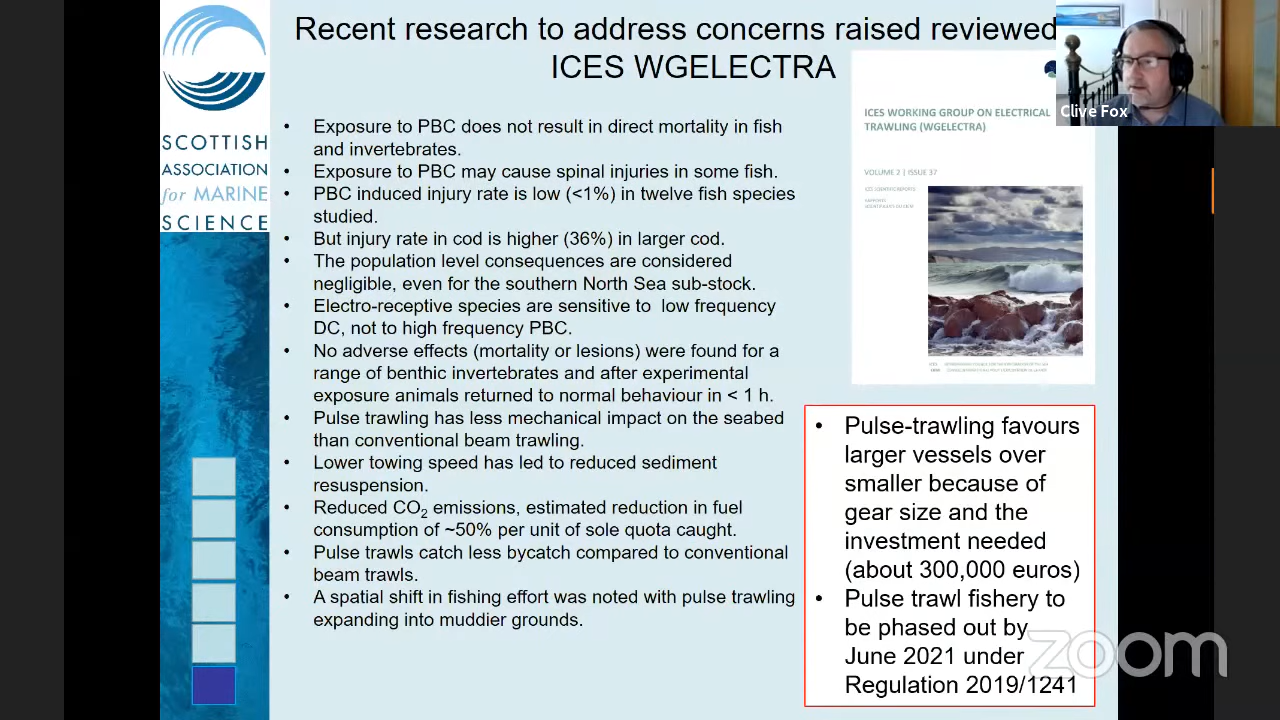 Recent research to address concerns raised reviewed
ICES WGELECTRA
Clive Fox
SCOTTISH
ASSOCIATION
for MARINE
SCIENCE
• Exposure to PBC does not result in direct mortality in fish
and invertebrates.
• Exposure to PBC may cause spinal injuries in some fish.
• PBC induced injury rate is low (<1%) in twelve fish species
studied.
• But injury rate in cod is higher (36%) in larger cod.
• The population level consequences are considered
negligible, even for the southern North Sea sub-stock.
• Electro-receptive species are sensitive to low frequency
DC, not to high frequency PBC.
• No adverse effects (mortality or lesions) were found for a
range of benthic invertebrates and after experimental
exposure animals returned to normal behaviour in < 1 h.
• Pulse trawling has less mechanical impact on the seabed
than conventional beam trawling.
• Lower towing speed has led to reduced sediment
resuspension.
• Reduced CO2 emissions, estimated reduction in fuel
consumption of ~50% per unit of sole quota caught.
• Pulse trawls catch less bycatch compared to conventional
beam trawls.
• A spatial shift in fishing effort was noted with pulse trawling
expanding into muddier grounds.
ICES WORKING GROUP ON ELECTRICAL
TRAWLING (WGELECTRA)
VOLUME 2 | ISSUE 37
ICES SCIENTIFIC REPORTS
• Pulse-trawling favours
larger vessels over
smaller because of
gear size and the
investment needed
(about 300,000 euros)
• Pulse trawl fishery to
be phased out by
June 2021 under
Regulation 2019/1241
zoom